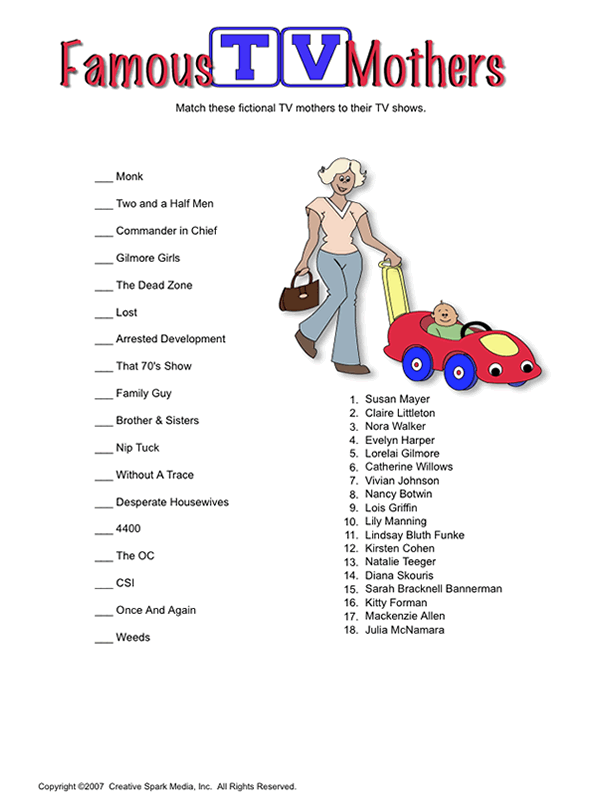 Famous TV Mothers
Match these fictional TV mothers to their TV shows.
___ Monk
___ Two and a Half Men
___ Commander in Chief
___ Gilmore Girls
___ The Dead Zone
___ Lost
___ Arrested Development
___ That 70's Show
___ Family Guy
___ Brother & Sisters
___ Nip Tuck
___ Without A Trace
___ Desperate Housewives
___ 4400
___ The OC
___ CSI
___ Once And Again
___ Weeds
1. Susan Mayer
2. Claire Littleton
3. Nora Walker
4. Evelyn Harper
5. Lorelai Gilmore
6. Catherine Willows
7. Vivian Johnson
8. Nancy Botwin
9. Lois Griffin
10. Lily Manning
11. Lindsay Bluth Funke
12. Kirsten Cohen
13. Natalie Teeger
14. Diana Skouris
15. Sarah Bracknell Bannerman
16. Kitty Forman
17. Mackenzie Allen
18. Julia McNamara
Copyright ©2007 Creative Spark Media, Inc. All Rights Reserved.